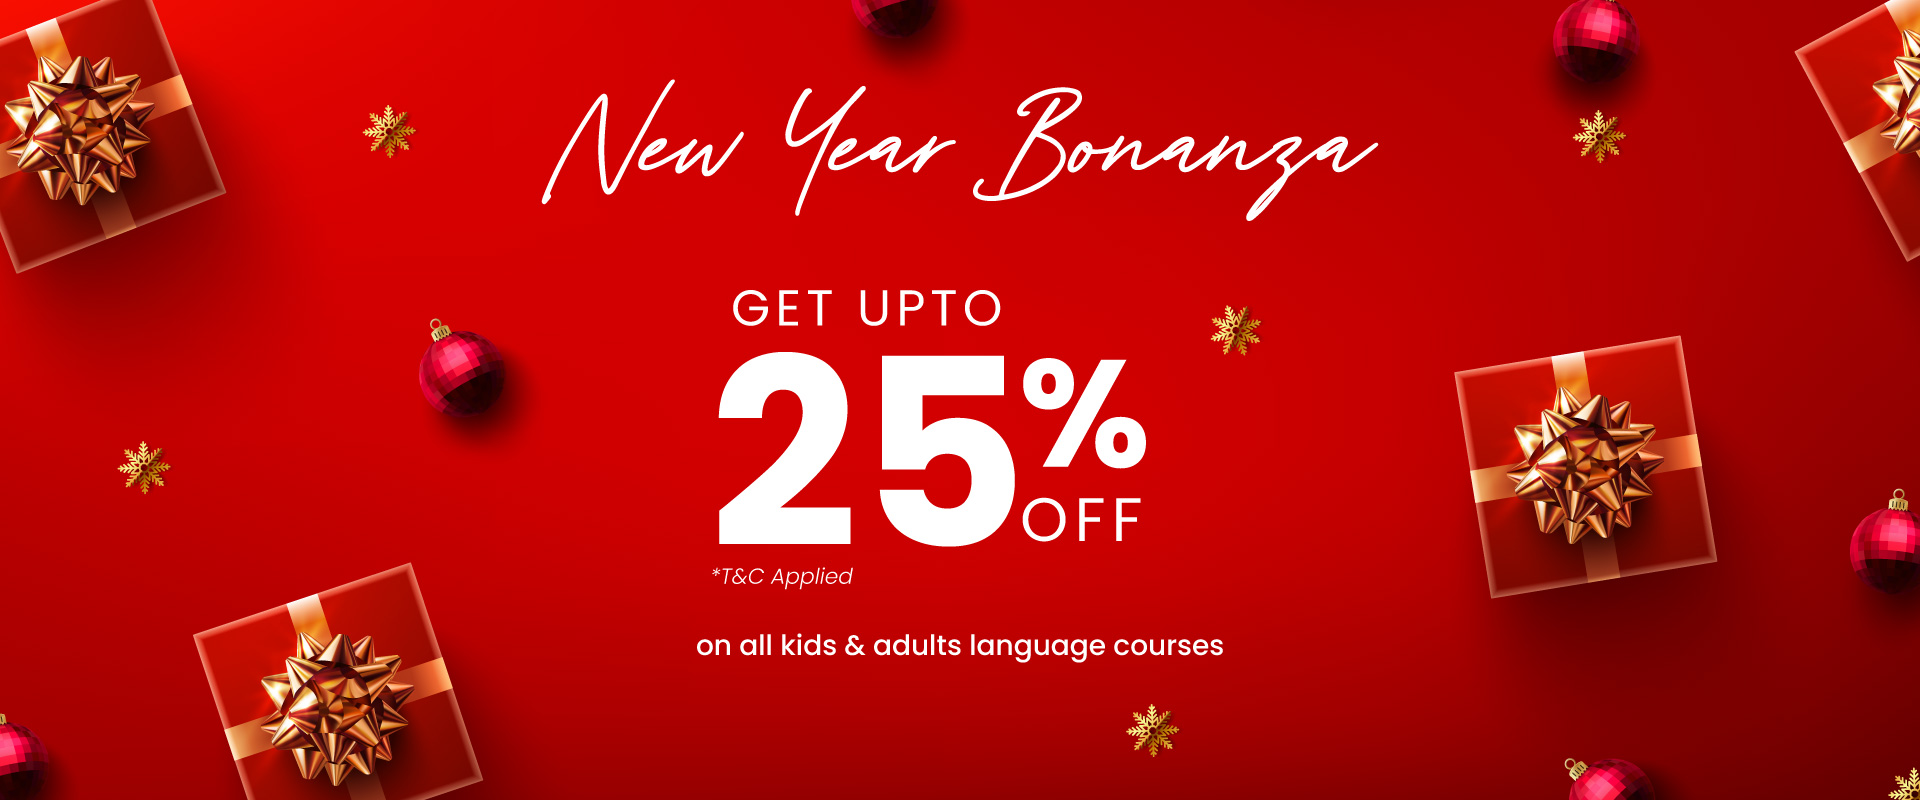 New Year Bonanza
GET UPTO
25%
OFF
*T&C Applied
on all kids & adults language courses